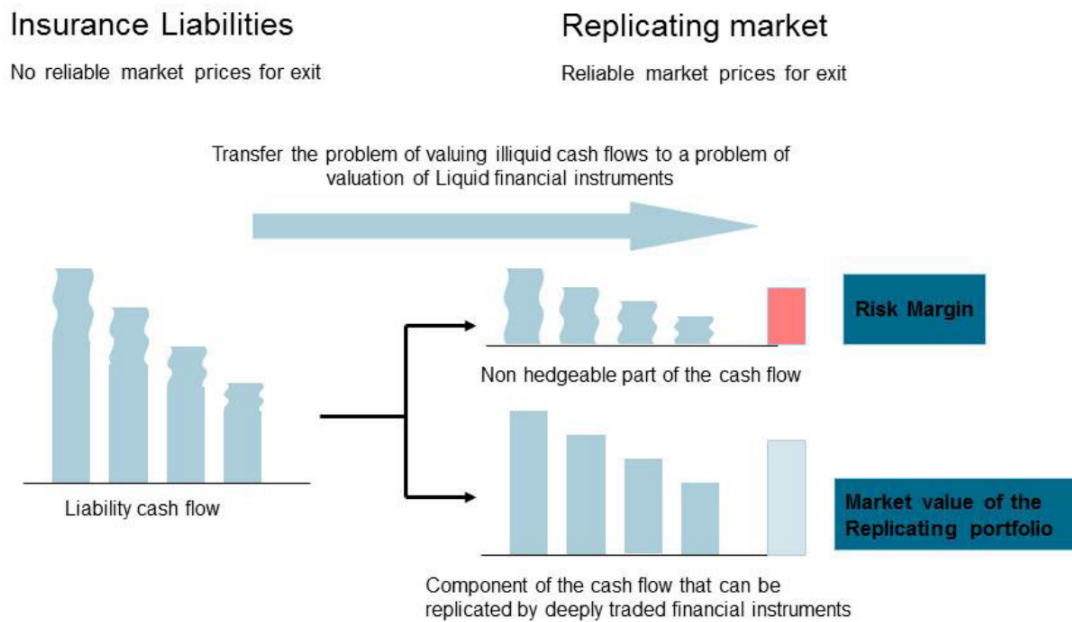 Insurance Liabilities
Replicating market
No reliable market prices for exit
Reliable market prices for exit
Transfer the problem of valuing illiquid cash flows to a problem of
valuation of Liquid financial instruments
Risk Margin
Non hedgeable part of the cash flow
Liability cash flow
Market value of the
Replicating portfolio
Component of the cash flow that can be
replicated by deeply traded financial instruments